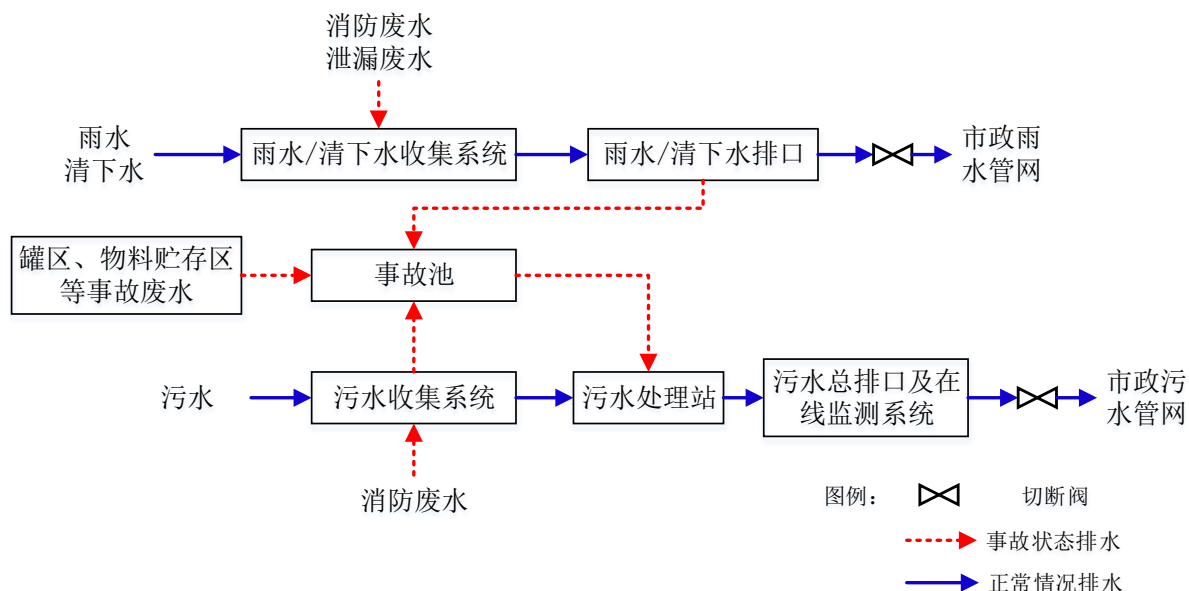 消防废水
泄漏废水
雨水
清下水
雨水/清下水收集系统
雨水/清下水排口
市政雨
水管网
罐区、物料贮存区
等事故废水
事故池
污水
污水收集系统
污水处理站
污水总排口及在
线监测系统
市政污
水管网
消防废水
图例：
切断阀
事故状态排水
正常情况排水